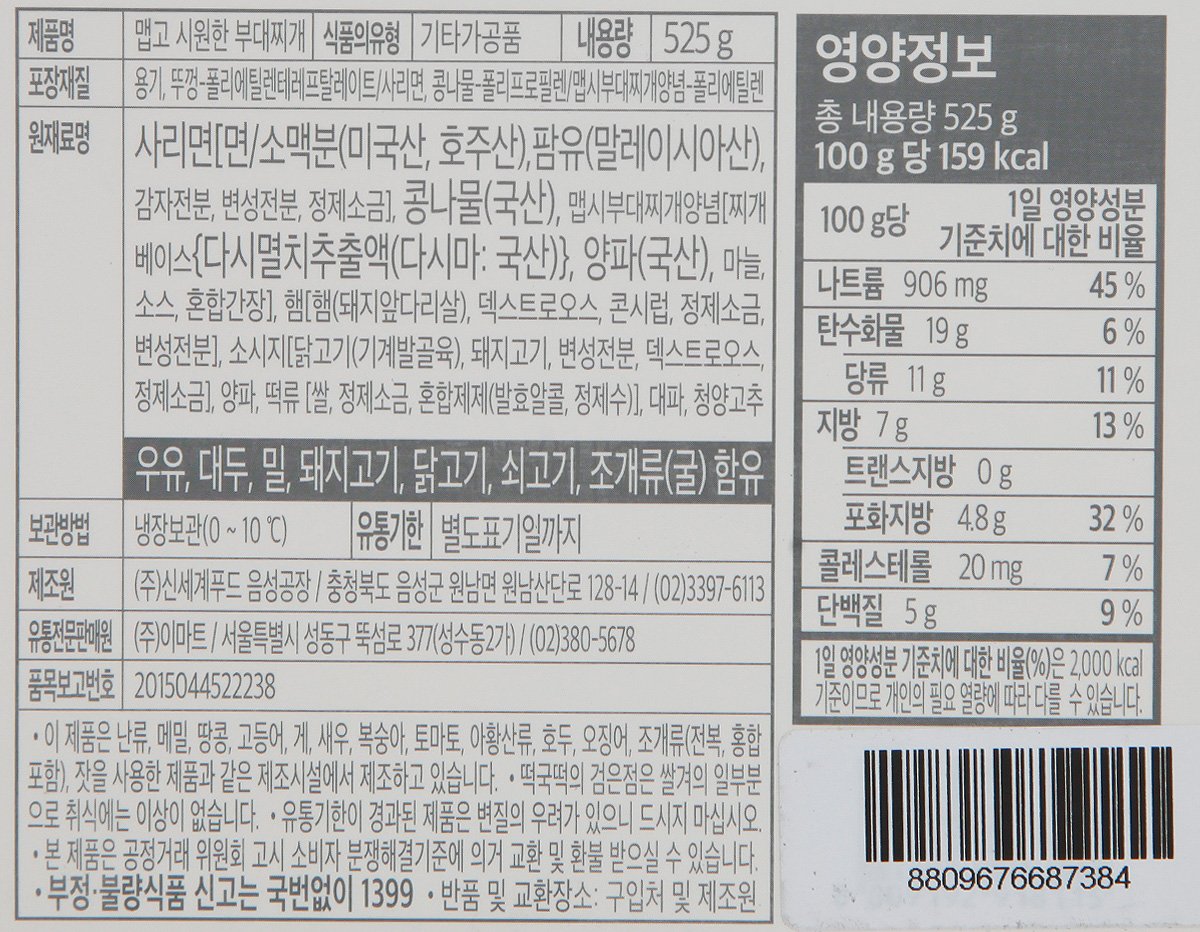 제품명 맵고 시원한 부대찌개 식품의유형 기타가공품 내용량 525 g
포장재질 용기, 뚜껑-폴리에틸렌테레프탈레이트/사리면, 콩나물-폴리프로필렌/맵시부대찌개양념-폴리에틸렌
원재료명 사리면[면/소맥분(미국산, 호주산),팜유(말레이시아산),
감자전분, 변성전분, 정제소금], 콩나물(국산), 맵시부대찌개양념[찌개
베이스{다시멸치추출액(다시마: 국산)}, 양파(국산), 마늘,
소스, 혼합간장], 햄[햄(돼지앞다리살), 덱스트로오스, 콘시럽, 정제소금,
변성전분], 소시지[닭고기(기계발골육), 돼지고기, 변성전분, 덱스트로오스,
정제소금], 양파, 떡류 [쌀, 정제소금, 혼합제제(발효알콜, 정제수)], 대파, 청양고추
우유, 대두, 밀, 돼지고기, 닭고기, 쇠고기, 조개류(굴) 함유
보관방법 냉장보관(0 ~ 10 ℃) 유통기한 별도표기일까지
제조원 (주)신세계푸드 음성공장 / 충청북도 음성군 원남면 원남산단로 128-14 / (02)3397-6113
유통전문판매원 (주)이마트 / 서울특별시 성동구 뚝섬로 377(성수동2가) / (02)380-5678
품목보고번호 2015044522238
• 이 제품은 난류, 메밀, 땅콩, 고등어, 게, 새우, 복숭아, 토마토, 아황산류, 호두, 오징어, 조개류(전복, 홍합
포함), 잣을 사용한 제품과 같은 제조시설에서 제조하고 있습니다. • 떡국떡의 검은점은 쌀겨의 일부분
으로 취식에는 이상이 없습니다. • 유통기한이 경과된 제품은 변질의 우려가 있으니 드시지 마십시오.
• 본 제품은 공정거래 위원회 고시 소비자 분쟁해결기준에 의거 교환 및 환불 받으실 수 있습니다.
• 부정·불량식품 신고는 국번없이 1399 • 반품 및 교환장소: 구입처 및 제조원
영양정보
총 내용량 525 g
100 g 당 159 kcal
100 g당 1일 영양성분
기준치에 대한 비율
나트륨 906 mg 45 %
탄수화물 19 g 6 %
당류 11 g 11 %
지방 7 g 13 %
트랜스지방 0 g
포화지방 4.8 g 32 %
콜레스테롤 20 mg 7 %
단백질 5 g 9 %
1일 영양성분 기준치에 대한 비율(%)은 2,000 kcal
기준이므로 개인의 필요 열량에 따라 다를 수 있습니다.
8809676687384